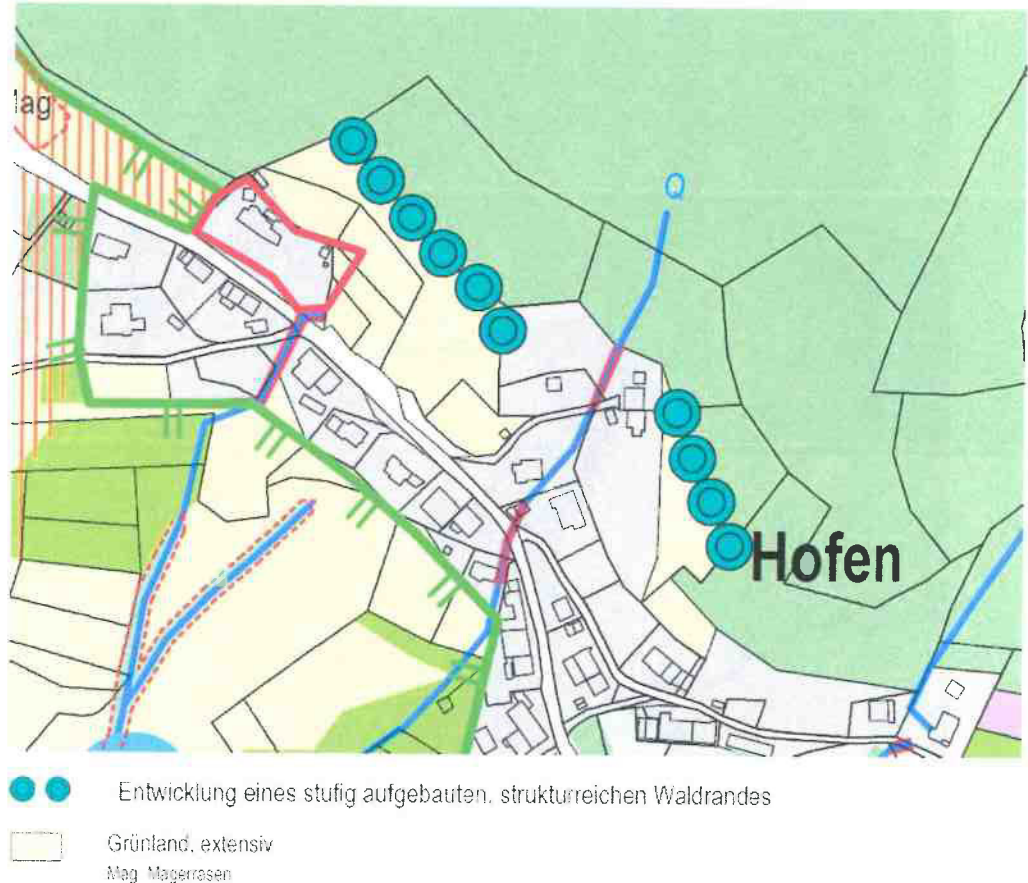 Mag
Q
Hofen
Entwicklung eines stufig aufgebauten, strukturreichen Waldrandes
Grünland, extensiv
Mag Magerrasen